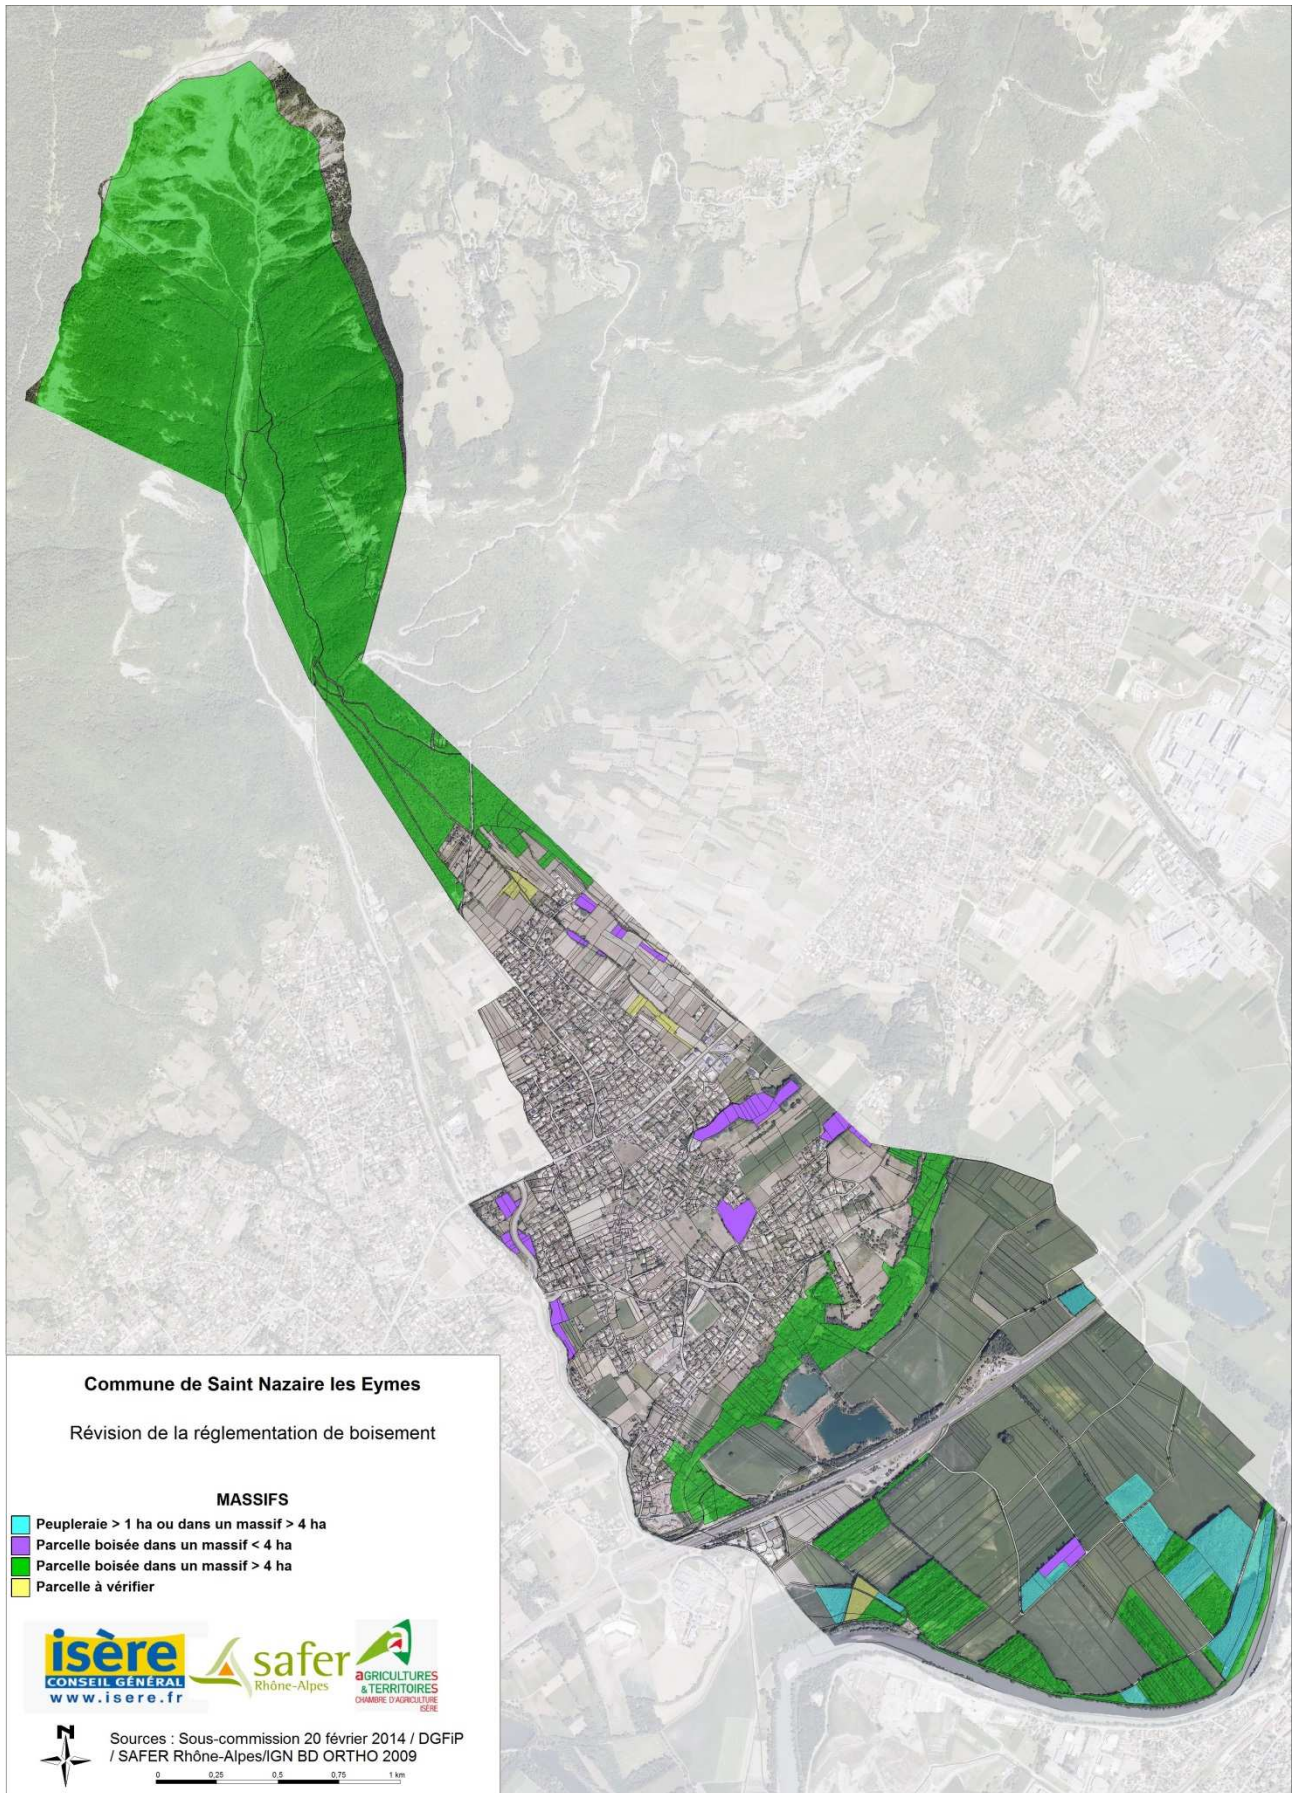 Commune de Saint Nazaire les Eymes
Révision de la réglementation de boisement
MASSIFS
Peupleraie > 1 ha ou dans un massif > 4 ha
Parcelle boisée dans un massif < 4 ha
Parcelle boisée dans un massif > 4 ha
Parcelle à vérifier
isère
CONSEIL GÉNÉRAL
www.isere.fr
safer
Rhône-Alpes
aGRICULTURES
& TERRITOIRES
CHAMBRE D'AGRICULTURE
ISÈRE
N
Sources : Sous-commission 20 février 2014 / DGFiP
/ SAFER Rhône-Alpes/IGN BD ORTHO 2009
0 0,25 0,5 0,75 1 km